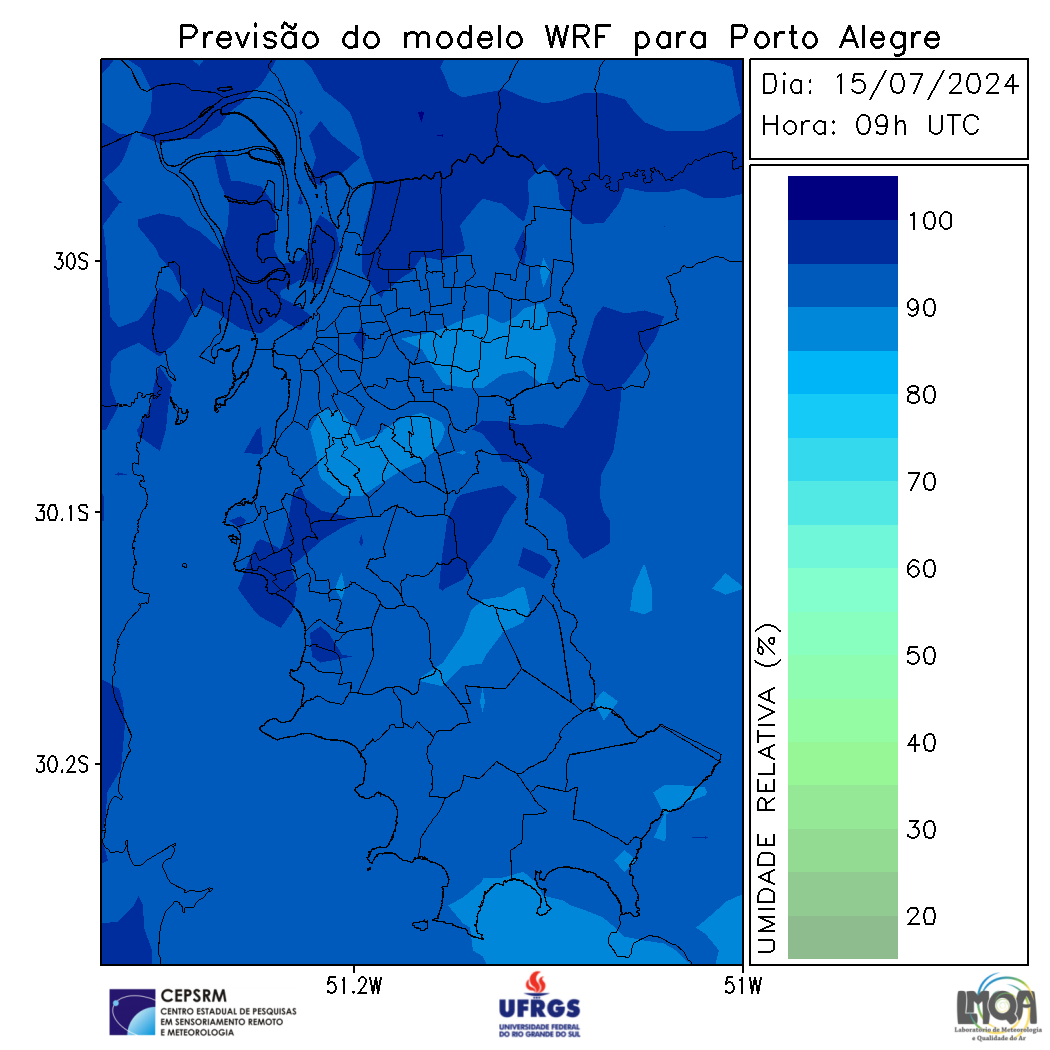 Previsão do modelo WRF para Porto Alegre
Dia: 15/07/2024
Hora: 09h UTC
30S
30.1S
30.2S
51.2W
51W
100
90
80
70
60
50
40
30
20
UMIDADE RELATIVA (%)
CEPSRM
CENTRO ESTADUAL DE PESQUISAS
EM SENSORIAMENTO REMOTO
E METEOROLOGIA
UFRGS
UNIVERSIDADE FEDERAL
DO RIO GRANDE DO SUL
LMQA
Laboratório de Meteorologia
e Qualidade do Ar